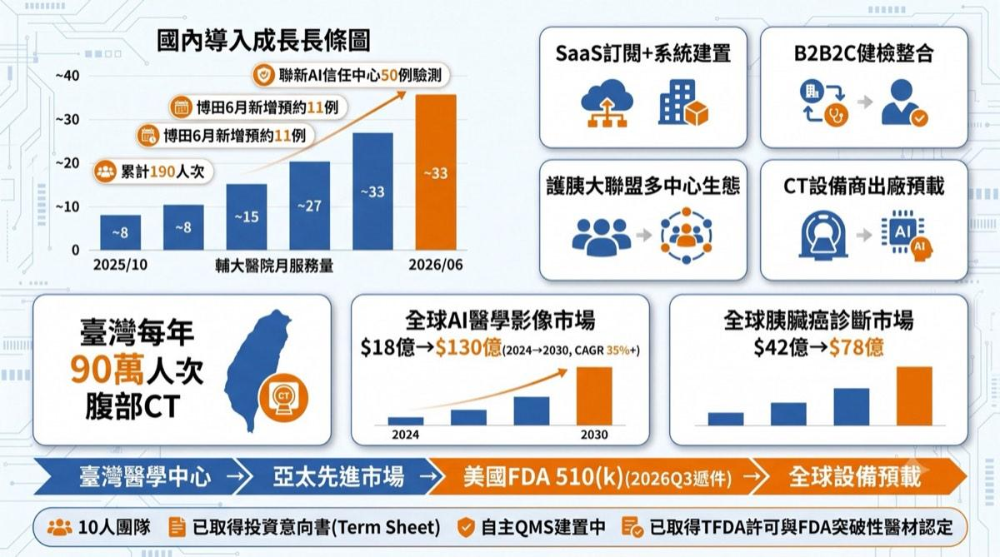 國內導入成長長條圖
~40
~30
~20
~10
0
聯新AI信任中心50例驗測
博田6月新增預約11例
博田6月新增預約11例
累計190人次
~8
~8
~15
~27
~33
~33
2025/10
輔大醫院月服務量
2026/06
SaaS訂閱+系統建置
B2B2C健檢整合
護胰大聯盟多中心生態
CT設備商出廠預載
AI
AI
臺灣每年
90萬人次
腹部CT
CT
全球AI醫學影像市場
$18億→$130億(2024→2030, CAGR 35%+)
2024
2030
全球胰臟癌診斷市場
$42億→$78億
臺灣醫學中心
亞太先進市場
美國FDA 510(k)(2026Q3遞件)
全球設備預載
10人團隊
已取得投資意向書(Term Sheet)
自主QMS建置中
已取得TFDA許可與FDA突破性醫材認定